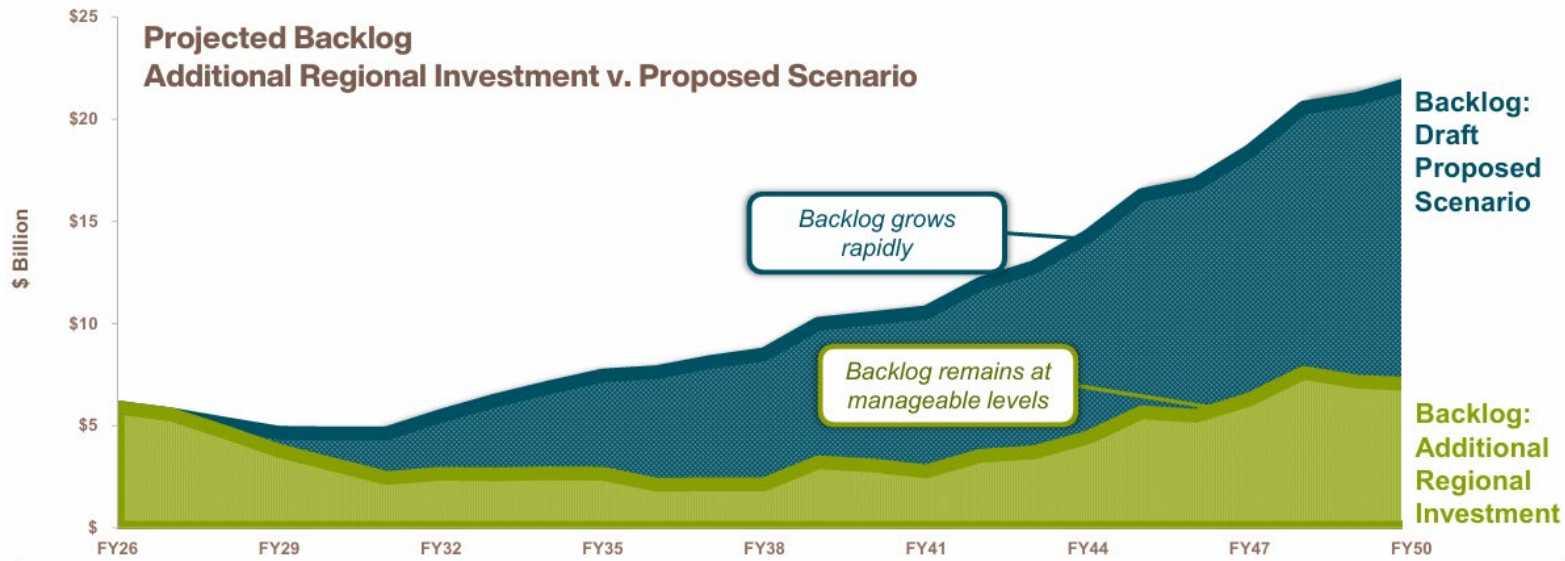 Projected Backlog
Additional Regional Investment v. Proposed Scenario
$ Billion
$25
$20
$15
$10
$5
$
Backlog grows
rapidly
Backlog remains at
manageable levels
Backlog:
Draft
Proposed
Scenario
Backlog:
Additional
Regional
Investment
FY26
FY29
FY32
FY35
FY38
FY41
FY44
FY47
FY50